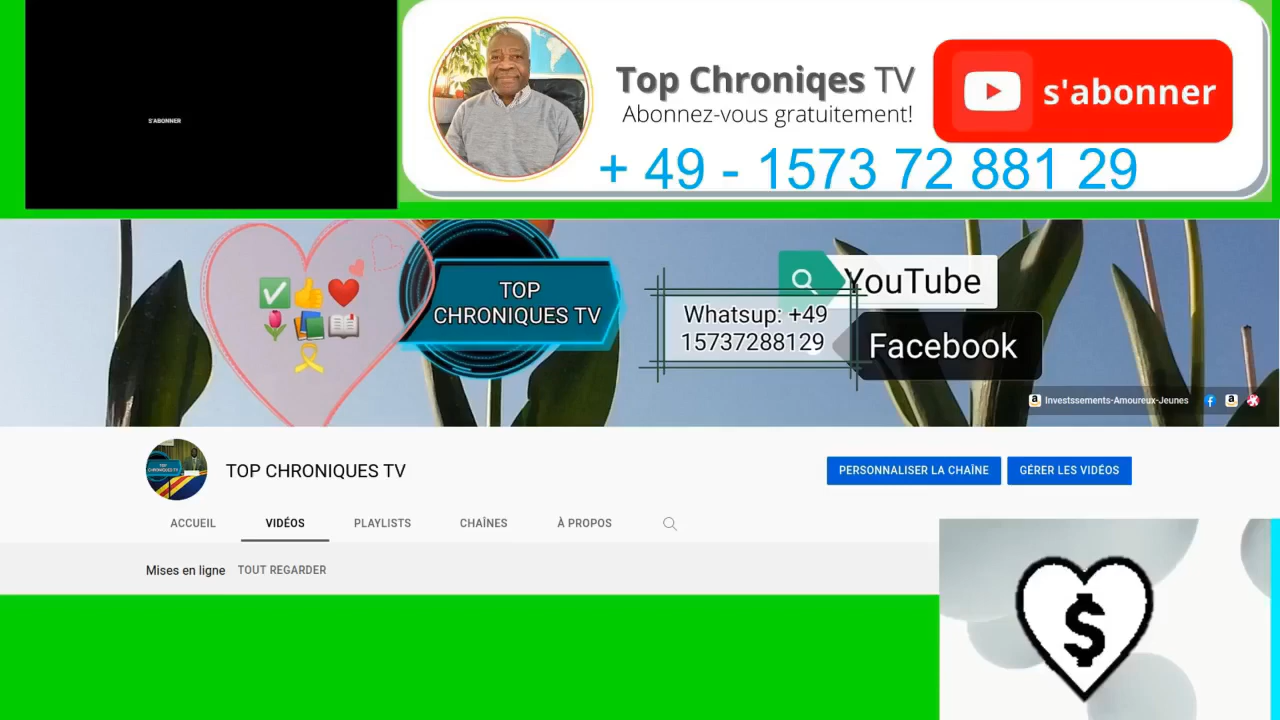 S'ABONNER
Top Chroniqes TV
Abonnez-vous gratuitement!
s'abonner
+ 49 - 1573 72 881 29
TOP
CHRONIQUES TV
Whatsup: +49
15737288129
YouTube
Facebook
Investssements-Amoureux-Jeunes
TOP CHRONIQUES TV
PERSONNALISER LA CHAÎNE
GÉRER LES VIDÉOS
ACCUEIL VIDÉOS PLAYLISTS CHAÎNES À PROPOS
Mises en ligne TOUT REGARDER
$